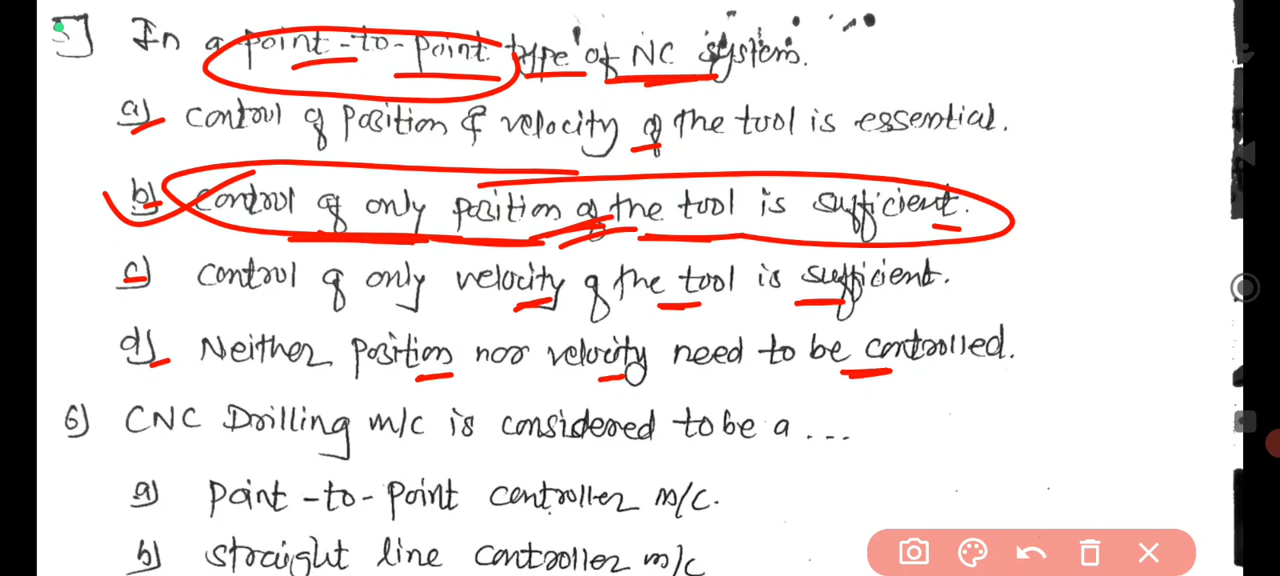 5] In a point-to-point type of NC system.
a) control of position & velocity of the tool is essential.
b) control of only position of the tool is sufficient.
c) control of only velocity of the tool is sufficient.
d) Neither position nor velocity need to be controlled.
6) CNC Drilling m/c is considered to be a ...
a) point-to-point controller m/c.
b) straight line controller m/c